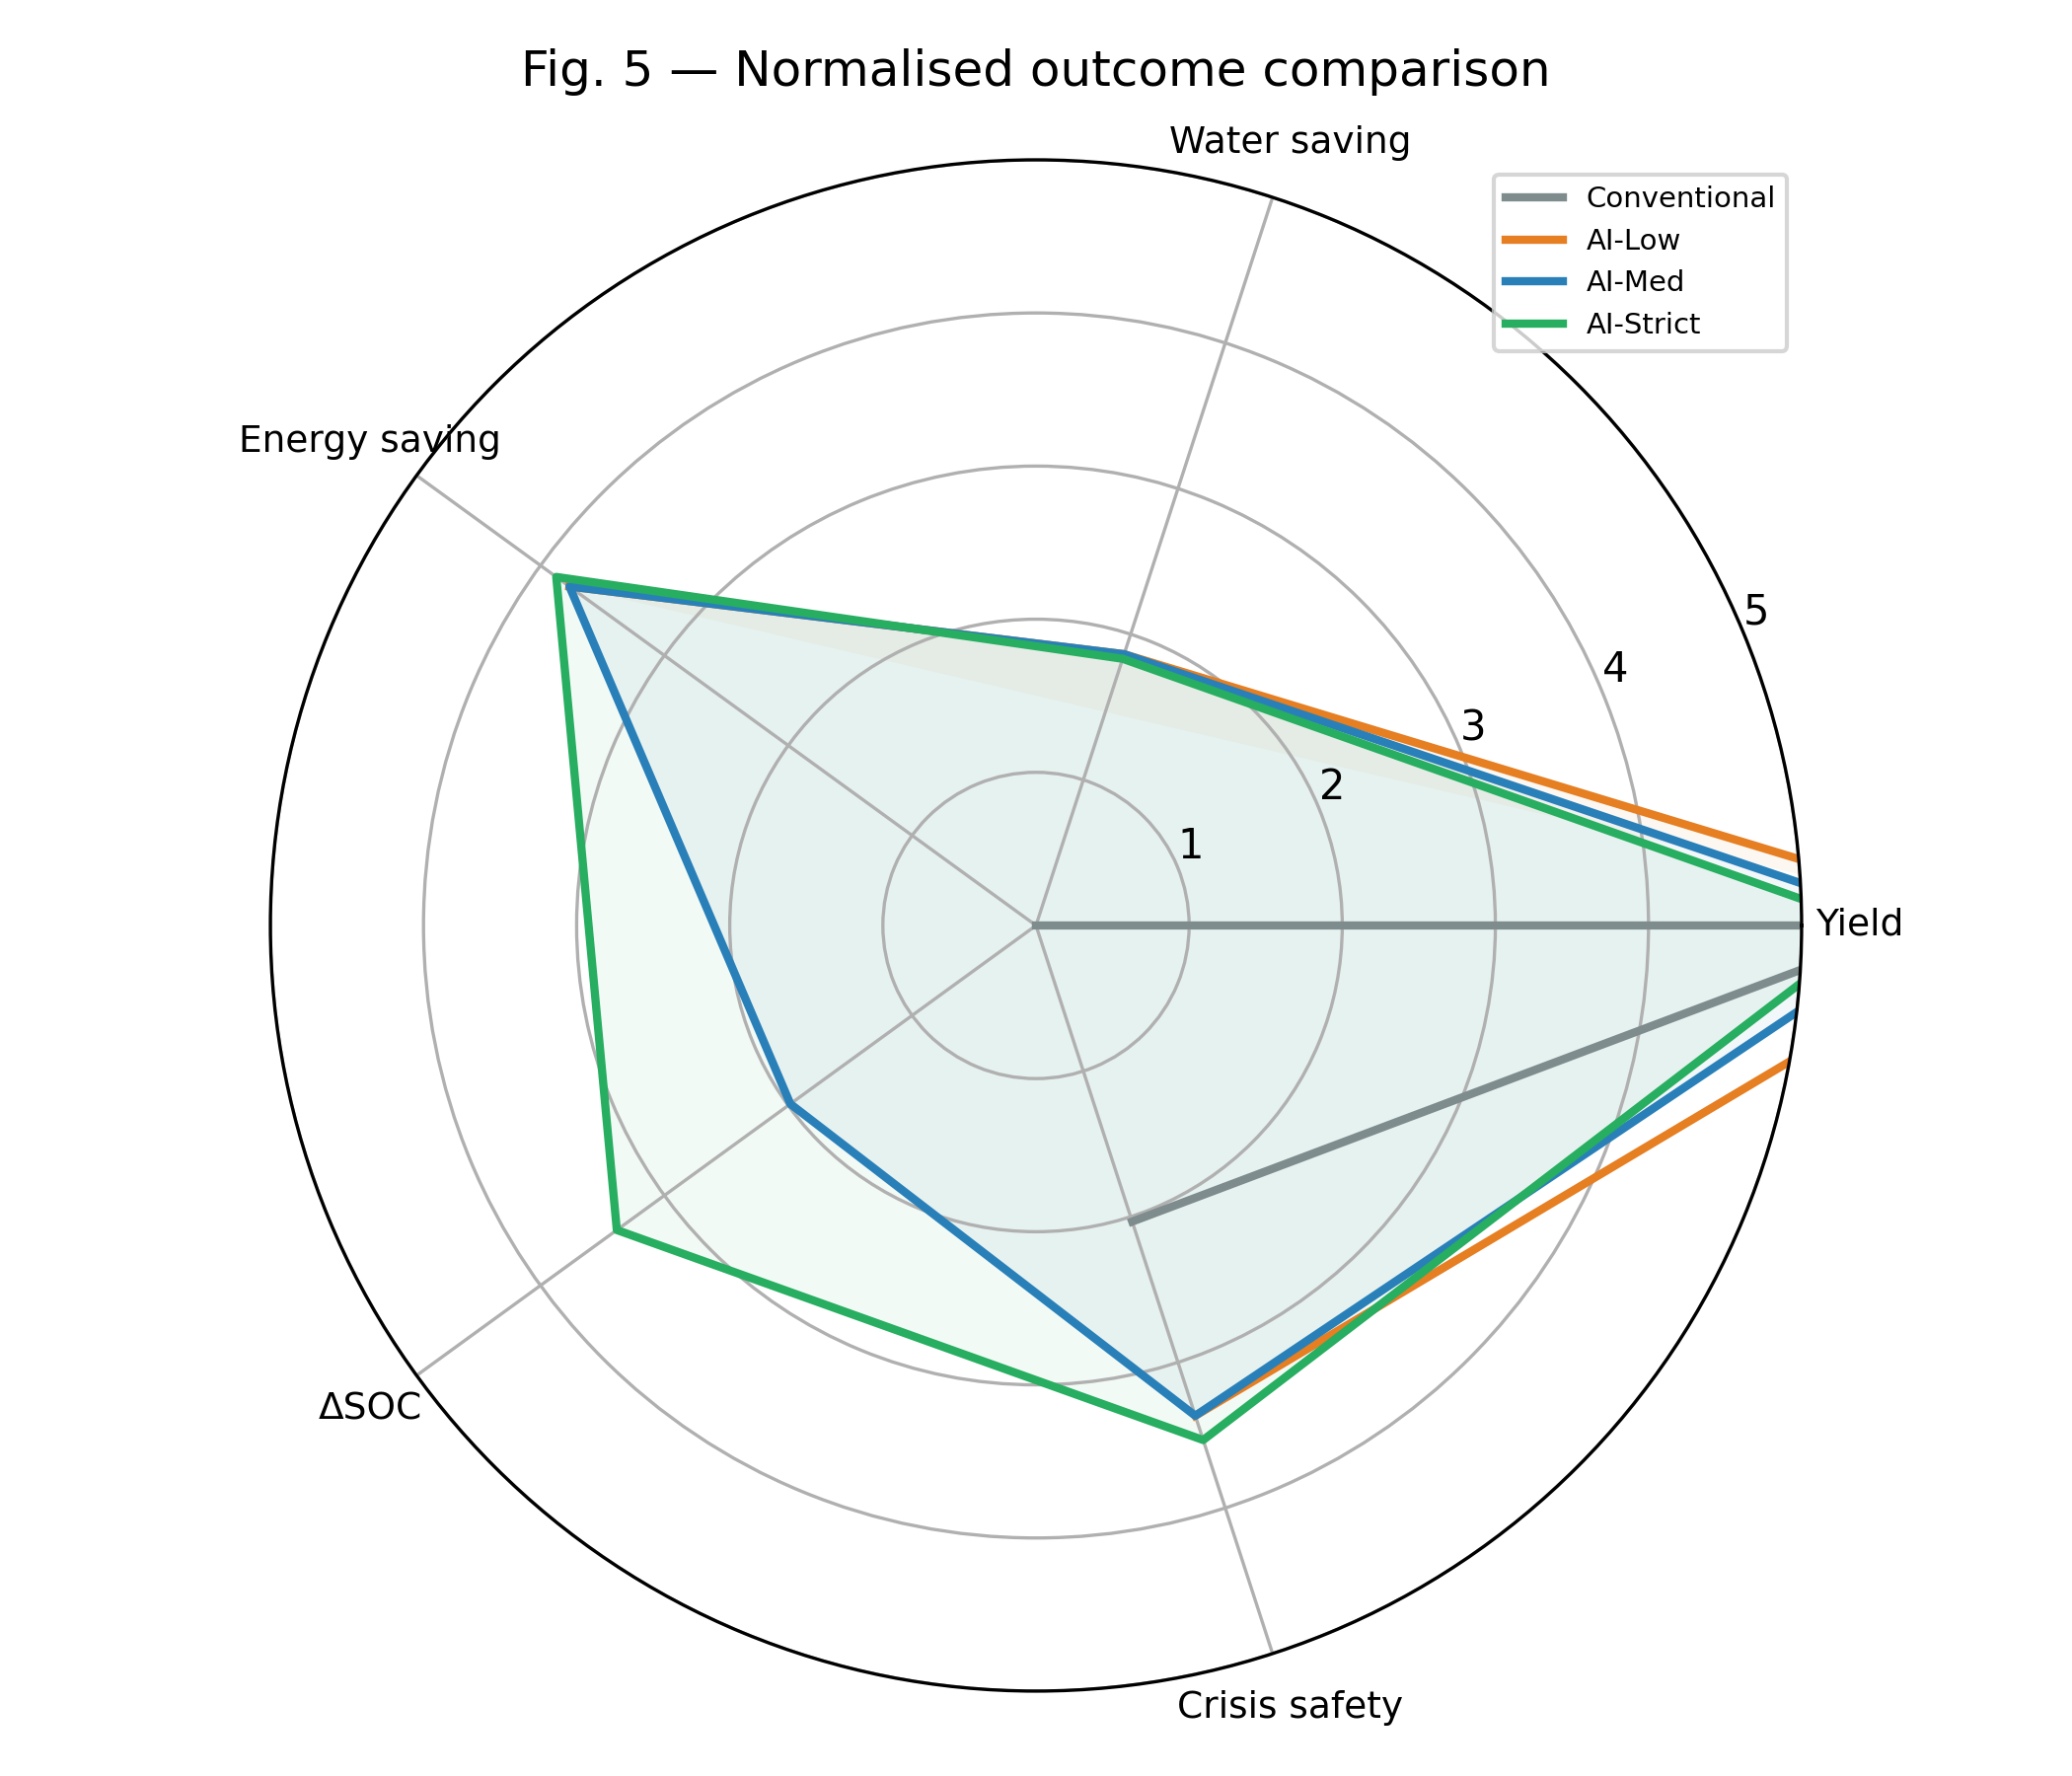 Fig. 5 — Normalised outcome comparison
Water saving
Conventional
AI-Low
AI-Med
AI-Strict
Energy saving
5
4
3
2
1
Yield
ΔSOC
Crisis safety